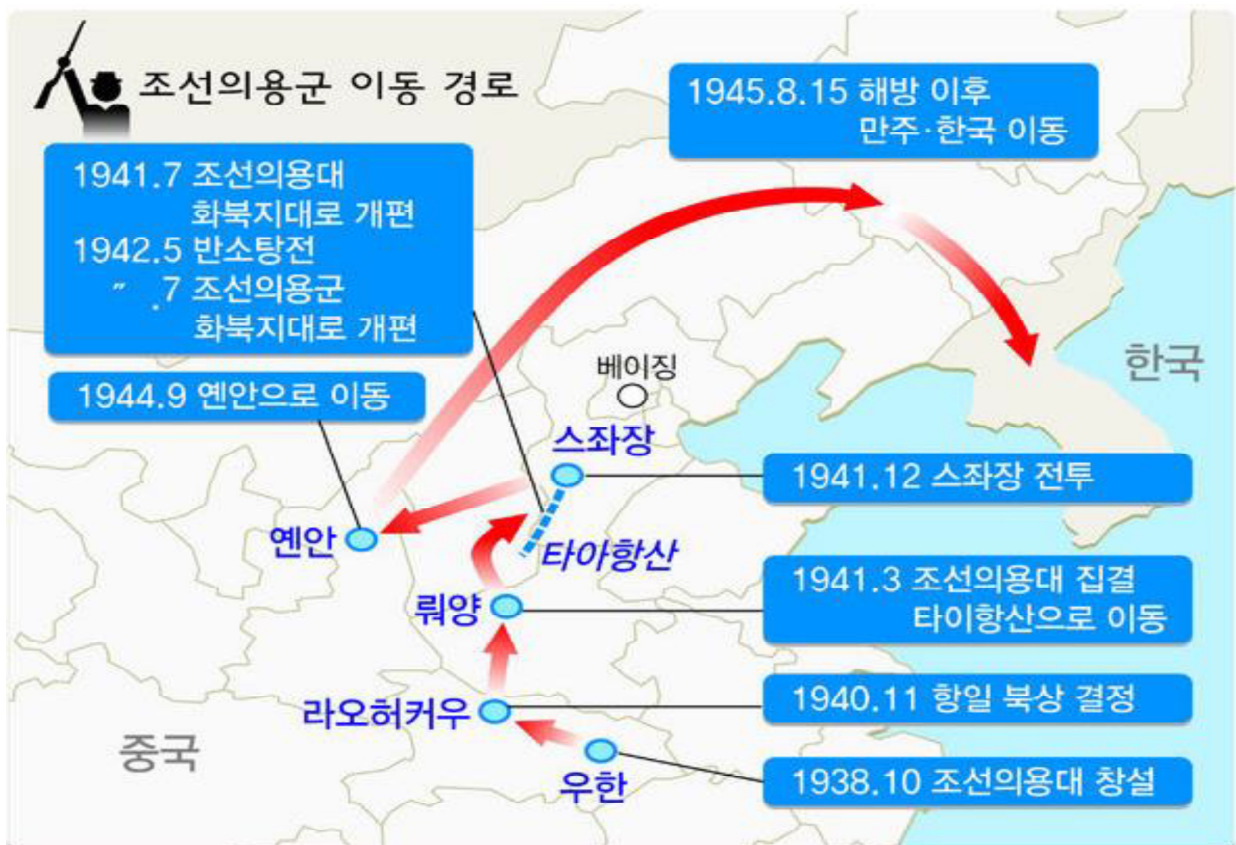 조선의용군 이동 경로
1945.8.15 해방 이후
만주·한국 이동
1941.7 조선의용대
화북지대로 개편
1942.5 반소탕전
〃 .7 조선의용군
화북지대로 개편
1944.9 옌안으로 이동
베이징
한국
스좌장
1941.12 스좌장 전투
옌안
타아항산
1941.3 조선의용대 집결
타이항산으로 이동
뤄양
1940.11 항일 북상 결정
라오허커우
중국
우한
1938.10 조선의용대 창설